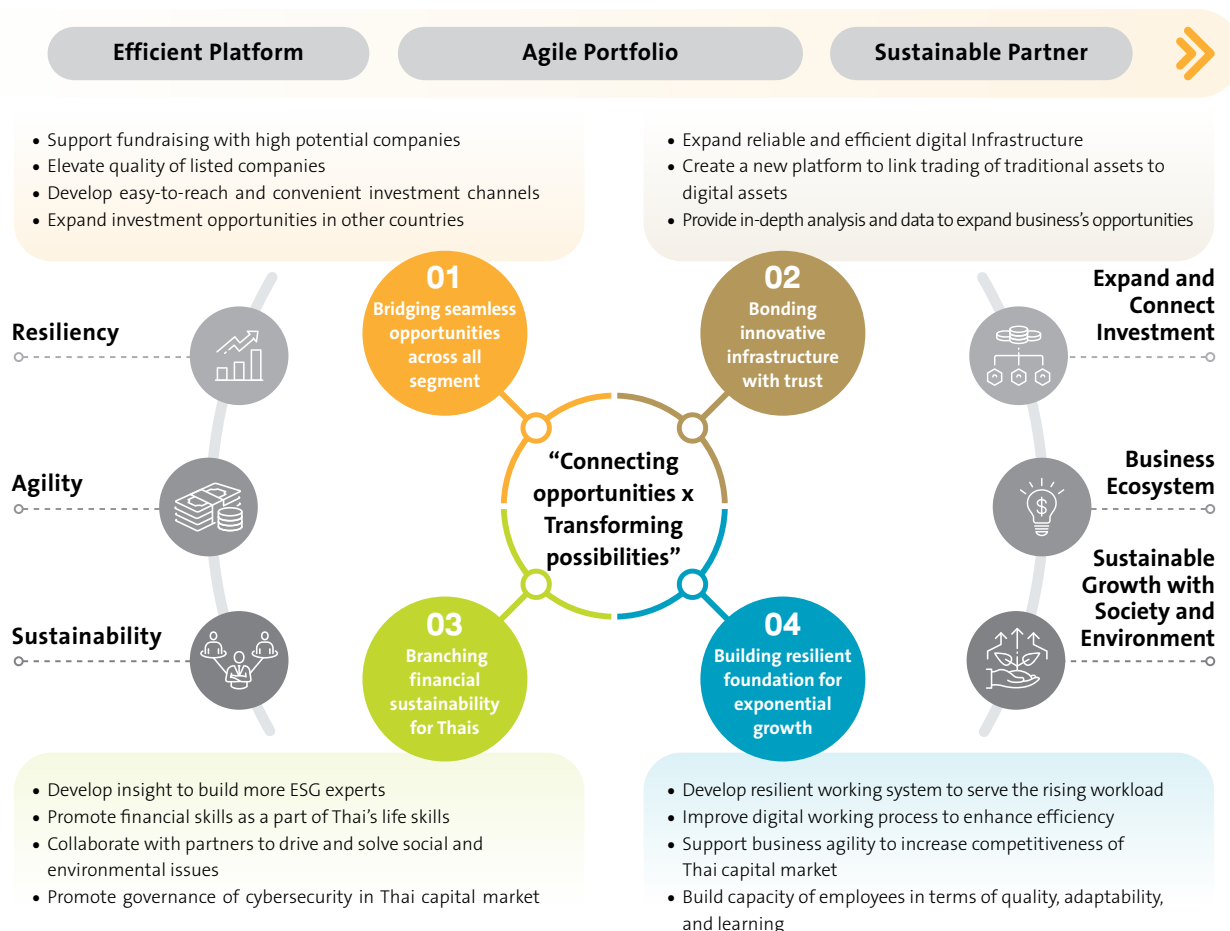 Efficient Platform
Agile Portfolio
Sustainable Partner
• Support fundraising with high potential companies
• Elevate quality of listed companies
• Develop easy-to-reach and convenient investment channels
• Expand investment opportunities in other countries
• Expand reliable and efficient digital Infrastructure
• Create a new platform to link trading of traditional assets to
digital assets
• Provide in-depth analysis and data to expand business's opportunities
Resiliency
Agility
Sustainability
01
Bridging seamless
opportunities
across all
segment
02
Bonding
innovative
infrastructure
with trust
“Connecting
opportunities x
Transforming
possibilities”
03
Branching
financial
sustainability
for Thais
04
Building resilient
foundation for
exponential
growth
Expand and
Connect
Investment
$
Business
Ecosystem
Sustainable
Growth with
Society and
Environment
• Develop insight to build more ESG experts
• Promote financial skills as a part of Thai's life skills
• Collaborate with partners to drive and solve social and
environmental issues
• Promote governance of cybersecurity in Thai capital market
• Develop resilient working system to serve the rising workload
• Improve digital working process to enhance efficiency
• Support business agility to increase competitiveness of
Thai capital market
• Build capacity of employees in terms of quality, adaptability,
and learning